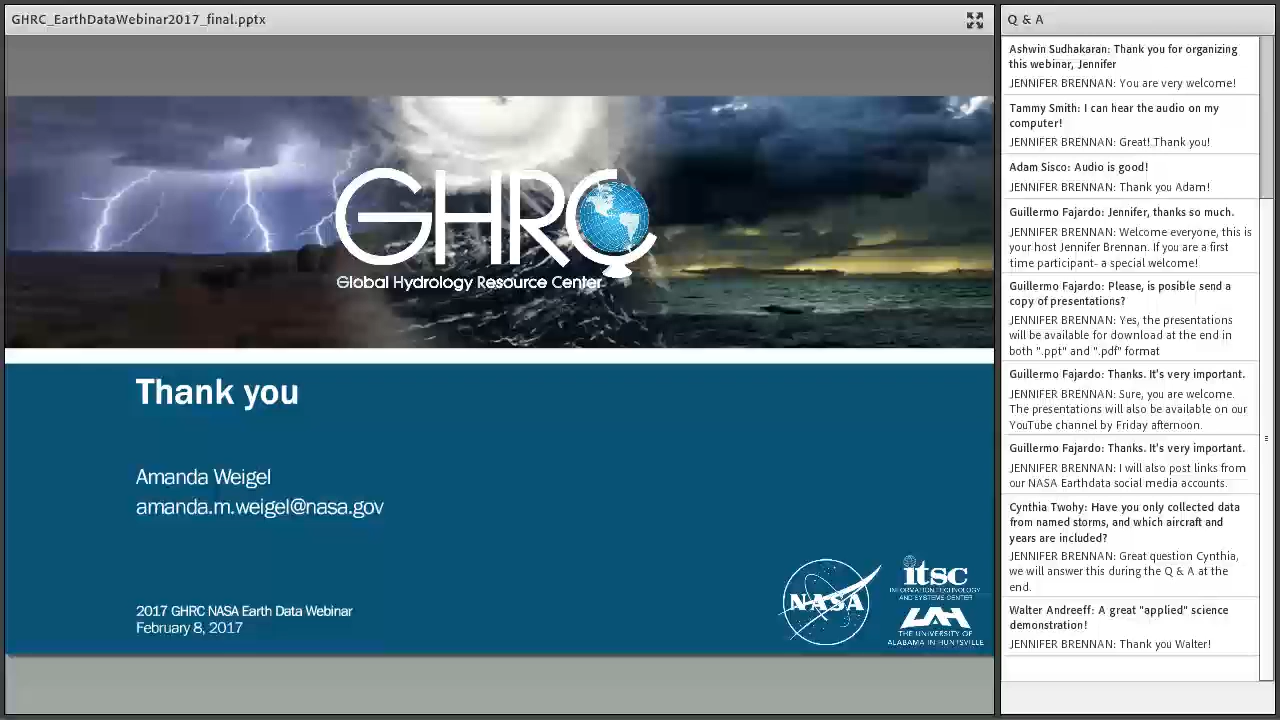 GHRC_EarthDataWebinar2017_final.pptx
GHRC
Global Hydrology Resource Center
Thank you
Amanda Weigel
amanda.m.weigel@nasa.gov
2017 GHRC NASA Earth Data Webinar
February 8, 2017
NASA
itsc
INFORMATION TECHNOLOGY
AND SYSTEMS CENTER
UAH
THE UNIVERSITY OF
ALABAMA IN HUNTSVILLE
Q & A
Ashwin Sudhakaran: Thank you for organizing
this webinar, Jennifer
JENNIFER BRENNAN: You are very welcome!
Tammy Smith: I can hear the audio on my
computer!
JENNIFER BRENNAN: Great! Thank you!
Adam Sisco: Audio is good!
JENNIFER BRENNAN: Thank you Adam!
Guillermo Fajardo: Jennifer, thanks so much.
JENNIFER BRENNAN: Welcome everyone, this is
your host Jennifer Brennan. If you are a first
time participant- a special welcome!
Guillermo Fajardo: Please, is posible send a
copy of presentations?
JENNIFER BRENNAN: Yes, the presentations
will be available for download at the end in
both ".ppt" and ".pdf" format
Guillermo Fajardo: Thanks. It's very important.
JENNIFER BRENNAN: Sure, you are welcome.
The presentations will also be available on our
YouTube channel by Friday afternoon.
Guillermo Fajardo: Thanks. It's very important.
JENNIFER BRENNAN: I will also post links from
our NASA Earthdata social media accounts.
Cynthia Twohy: Have you only collected data
from named storms, and which aircraft and
years are included?
JENNIFER BRENNAN: Great question Cynthia,
we will answer this during the Q & A at the
end.
Walter Andreeff: A great "applied" science
demonstration!
JENNIFER BRENNAN: Thank you Walter!